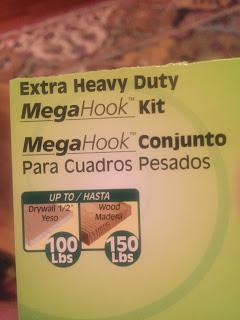 Extra Heavy Duty
MegaHook™ Kit
MegaHook™ Conjunto
Para Cuadros Pesados
UP TO / HASTA
Drywall 1/2" Wood
Yeso Madera
100 150
Lbs Lbs